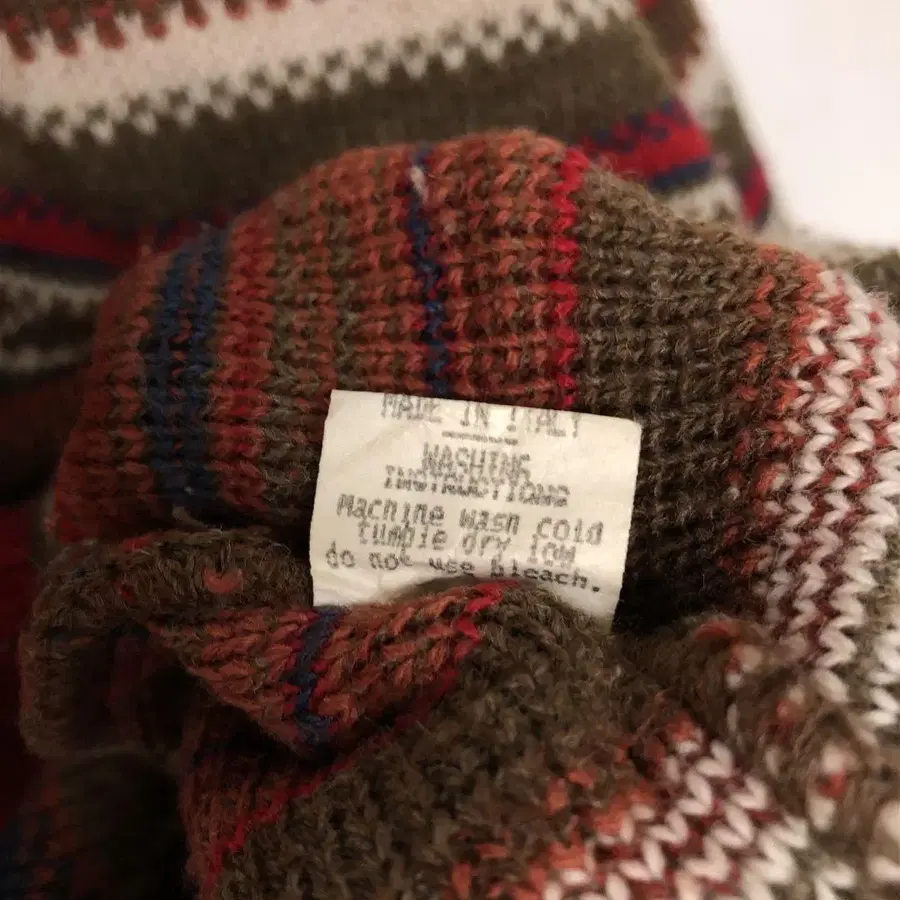 MADE IN ITALY
WASHING
INSTRUCTIONS
Machine wash cold
tumble dry low
do not use bleach.